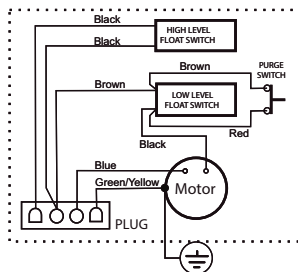 Black
HIGH LEVEL
FLOAT SWITCH
Black
Brown
PURGE
SWITCH
Brown
LOW LEVEL
FLOAT SWITCH
Red
Black
Blue
Green/Yellow
Motor
PLUG